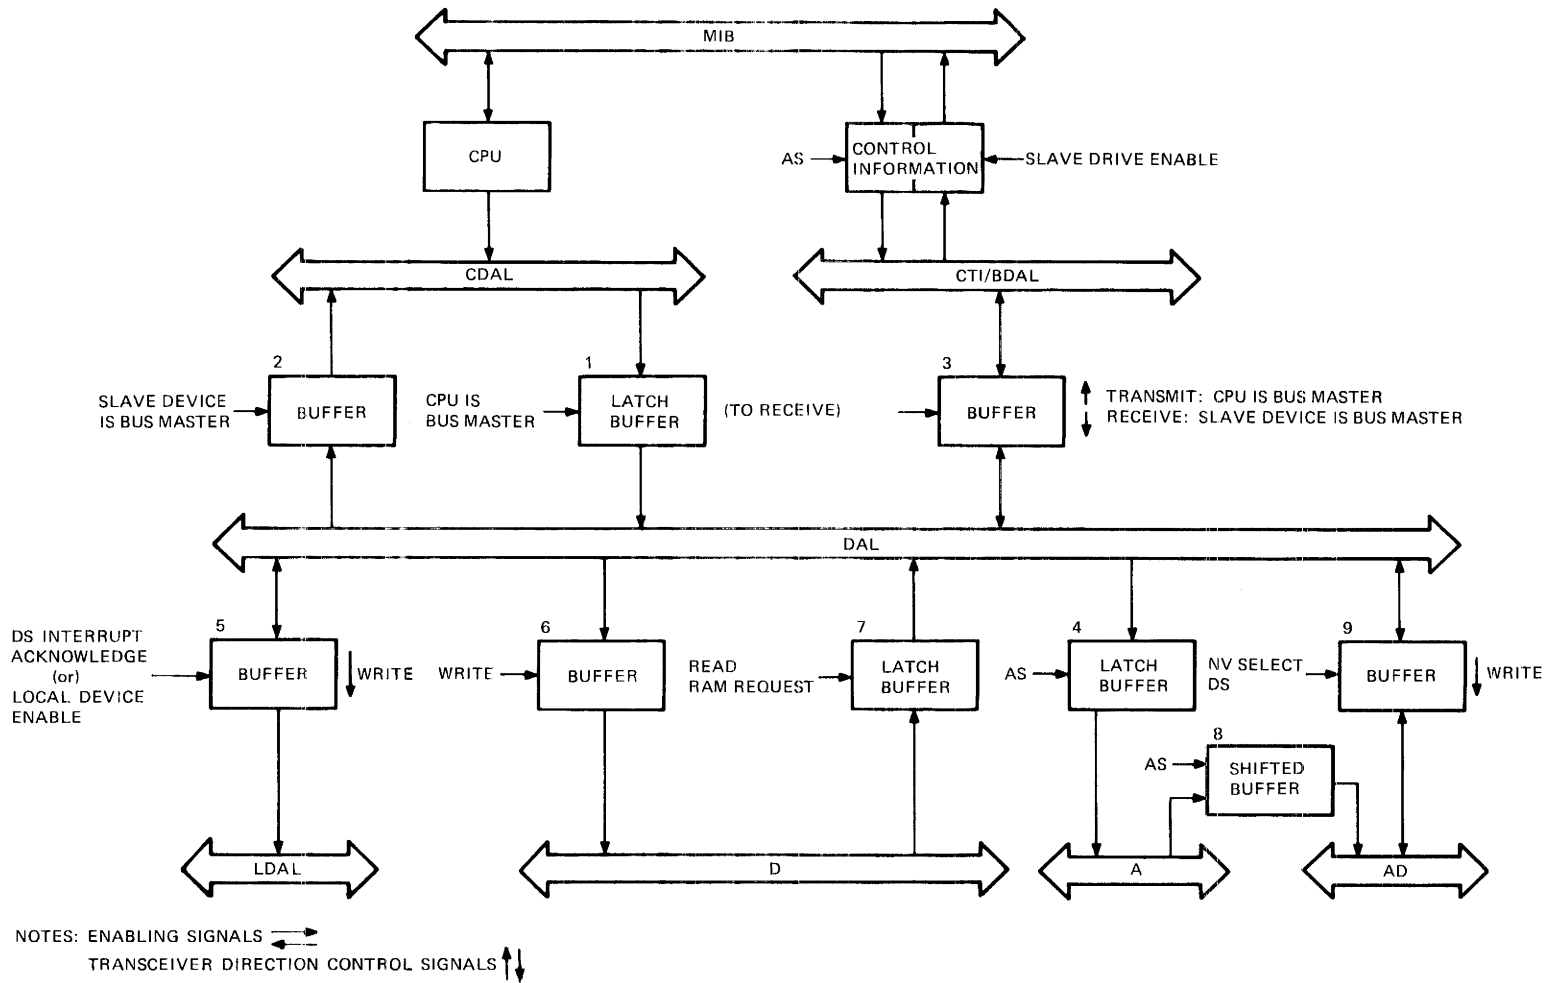 MIB
CPU
AS
CONTROL
INFORMATION
SLAVE DRIVE ENABLE
CDAL
CTI/BDAL
2
SLAVE DEVICE
IS BUS MASTER
BUFFER
1
CPU IS
BUS MASTER
LATCH
BUFFER
(TO RECEIVE)
3
BUFFER
TRANSMIT: CPU IS BUS MASTER
RECEIVE: SLAVE DEVICE IS BUS MASTER
DAL
DS INTERRUPT
ACKNOWLEDGE
(or)
LOCAL DEVICE
ENABLE
5
BUFFER
WRITE
6
WRITE
BUFFER
7
READ
RAM REQUEST
LATCH
BUFFER
4
AS
LATCH
BUFFER
9
NV SELECT
DS
BUFFER
WRITE
8
AS
SHIFTED
BUFFER
LDAL
D
A
AD
NOTES: ENABLING SIGNALS
TRANSCEIVER DIRECTION CONTROL SIGNALS